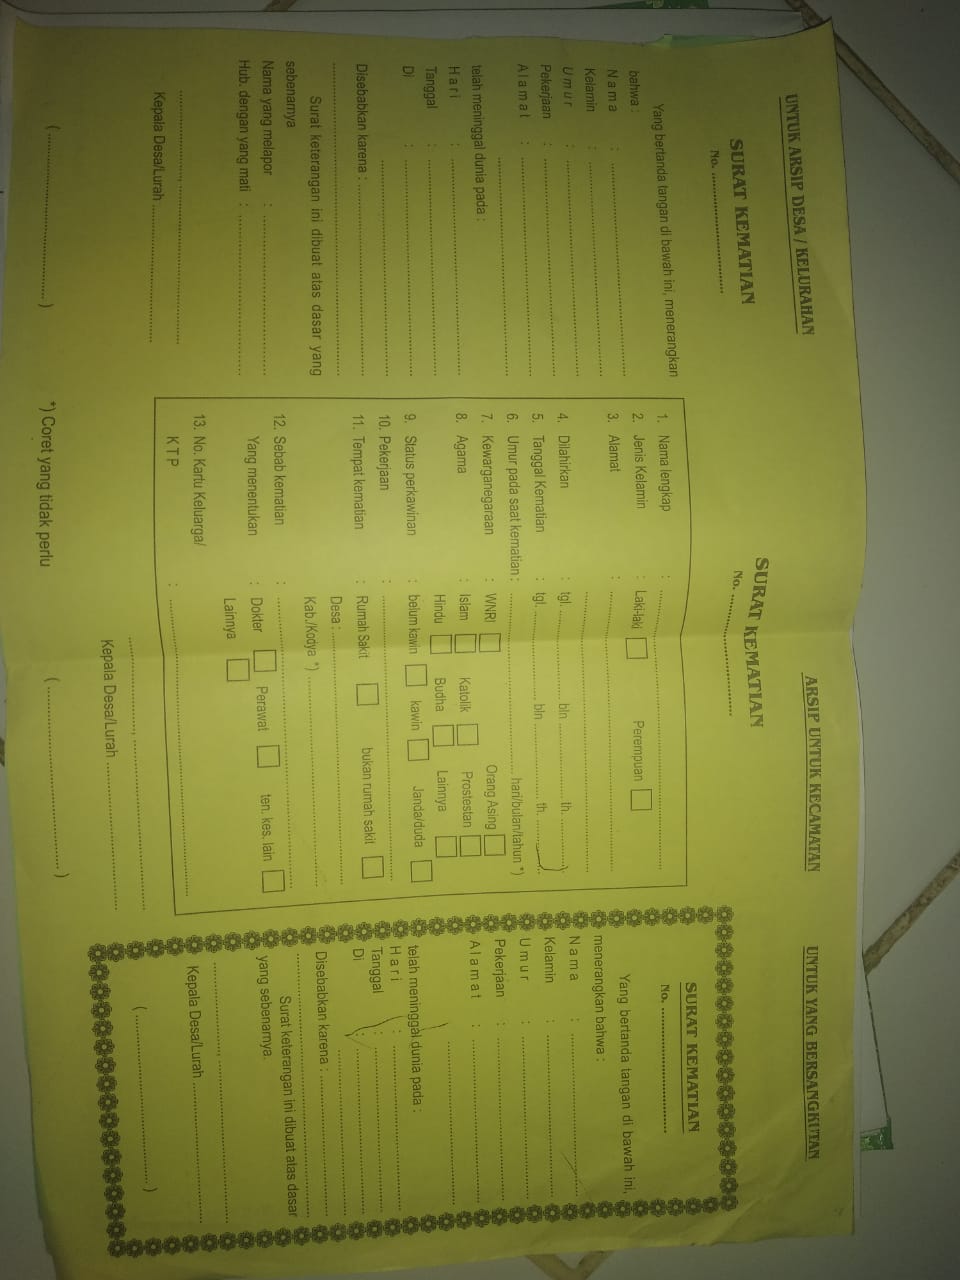 UNTUK ARSIP DESA / KELURAHAN
SURAT KEMATIAN
No. ........................
Yang bertanda tangan di bawah ini, menerangkan
bahwa :
N a m a : ........................
Kelamin : ........................
U m u r : ........................
Pekerjaan : ........................
A l a m a t : ........................
........................
telah meninggal dunia pada :
H a r i : ........................
Tanggal : ........................
Di : ........................
........................
Disebabkan karena : ........................
........................
Surat keterangan ini dibuat atas dasar yang
sebenarnya
Nama yang melapor : ........................
Hub. dengan yang mati : ........................
........................, ........................
Kepala Desa/Lurah ........................
( ........................ )
ARSIP UNTUK KECAMATAN
SURAT KEMATIAN
No. ........................
1. Nama lengkap : ........................
2. Jenis Kelamin : Laki-laki Perempuan
3. Alamat : ........................
........................
4. Dilahirkan : tgl. ............ bln ............ th. ............
5. Tanggal Kematian : tgl. ............ bln ............ th. ............
6. Umur pada saat kematian : ........................ hari/bulan/tahun *)
7. Kewarganegaraan : WNRI Orang Asing
8. Agama : Islam Katolik Prostestan
Hindu Budha Lainnya
9. Status perkawinan : belum kawin kawin Janda/duda
10. Pekerjaan : ........................
11. Tempat kematian : Rumah Sakit bukan rumah sakit
Desa : ........................
Kab./Kodya *) ........................
12. Sebab kematian : ........................
Yang menentukan : Dokter Perawat ten. kes. lain
Lainnya
13. No. Kartu Keluarga/
K T P : ........................
........................, ........................
Kepala Desa/Lurah ........................
( ........................ )
*) Coret yang tidak perlu
UNTUK YANG BERSANGKUTAN
SURAT KEMATIAN
No. ........................
Yang bertanda tangan di bawah ini,
menerangkan bahwa :
N a m a : ........................
Kelamin : ........................
U m u r : ........................
Pekerjaan : ........................
A l a m a t : ........................
........................
telah meninggal dunia pada :
H a r i : ........................
Tanggal : ........................
Di : ........................
........................
Disebabkan karena : ........................
........................
Surat keterangan ini dibuat atas dasar
yang sebenarnya.
........................, ........................
Kepala Desa/Lurah ........................
( ........................ )